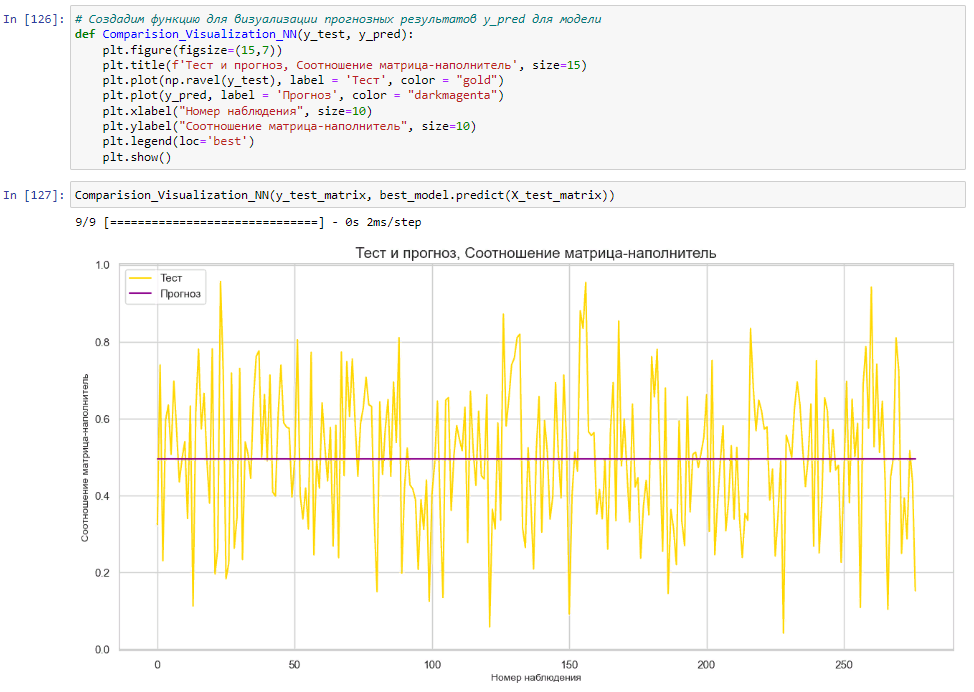 In [126]: # Создадим функцию для визуализации прогнозных результатов y_pred для модели
def Comparision_Visualization_NN(y_test, y_pred):
    plt.figure(figsize=(15,7))
    plt.title(f'Тест и прогноз, Соотношение матрица-наполнитель', size=15)
    plt.plot(np.ravel(y_test), label = 'Тест', color = "gold")
    plt.plot(y_pred, label = 'Прогноз', color = "darkmagenta")
    plt.xlabel("Номер наблюдения", size=10)
    plt.ylabel("Соотношение матрица-наполнитель", size=10)
    plt.legend(loc='best')
    plt.show()
In [127]: Comparision_Visualization_NN(y_test_matrix, best_model.predict(X_test_matrix))
9/9 [==============================] - 0s 2ms/step
Тест и прогноз, Соотношение матрица-наполнитель
Тест
Прогноз
Соотношение матрица-наполнитель
1.0
0.8
0.6
0.4
0.2
0.0
0 50 100 150 200 250
Номер наблюдения